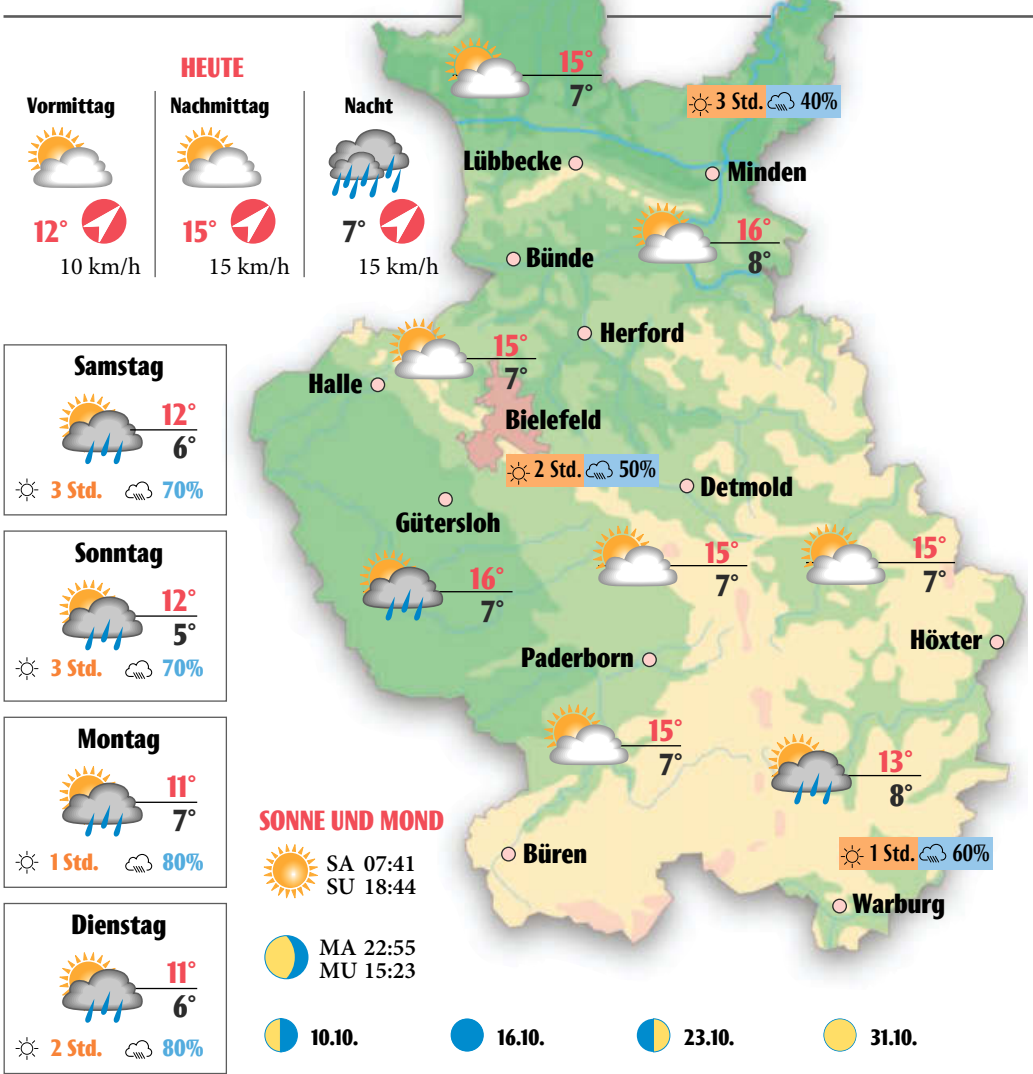 HEUTE
Vormittag Nachmittag Nacht
12° 15° 7°
10 km/h 15 km/h 15 km/h
Samstag
12°
6°
3 Std. 70%
Sonntag
12°
5°
3 Std. 70%
Montag
11°
7°
1 Std. 80%
Dienstag
11°
6°
2 Std. 80%
15°
7°
3 Std. 40%
Lübbecke
Minden
16°
8°
Bünde
Herford
15°
7°
Halle
Bielefeld
2 Std. 50%
Detmold
Gütersloh
16°
7°
15°
7°
15°
7°
Höxter
Paderborn
15°
7°
13°
8°
Büren
1 Std. 60%
Warburg
SONNE UND MOND
SA 07:41
SU 18:44
MA 22:55
MU 15:23
10.10. 16.10. 23.10. 31.10.